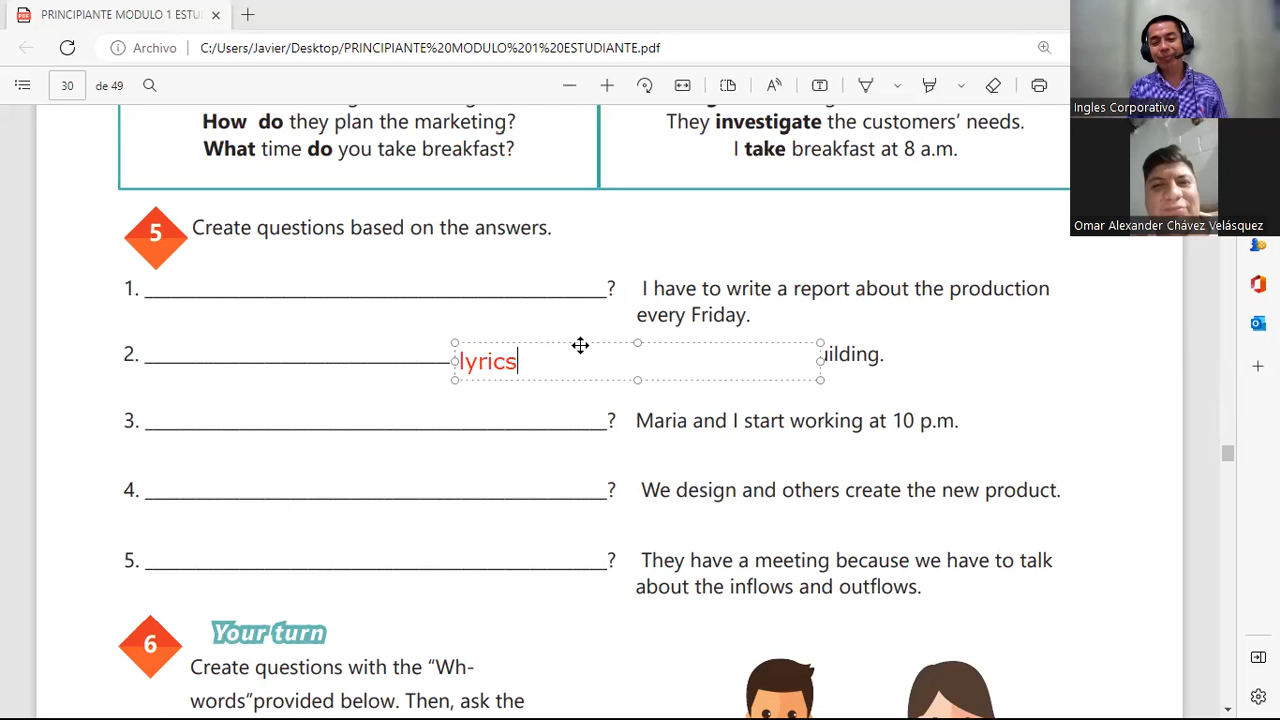 PRINCIPIANTE MODULO 1 ESTU
Archivo
C:/Users/Javier/Desktop/PRINCIPIANTE%20MODULO%201%20ESTUDIANTE.pdf
30 de 49
Ingles Corporativo
Omar Alexander Chávez Velásquez
How do they plan the marketing?
What time do you take breakfast?
They investigate the customers' needs.
I take breakfast at 8 a.m.
5 Create questions based on the answers.
1. ______________________________________? I have to write a report about the production
every Friday.
2. _________________________ lyrics uilding.
3. ______________________________________? Maria and I start working at 10 p.m.
4. ______________________________________? We design and others create the new product.
5. ______________________________________? They have a meeting because we have to talk
about the inflows and outflows.
6 Your turn
Create questions with the “Wh-
words”provided below. Then, ask the